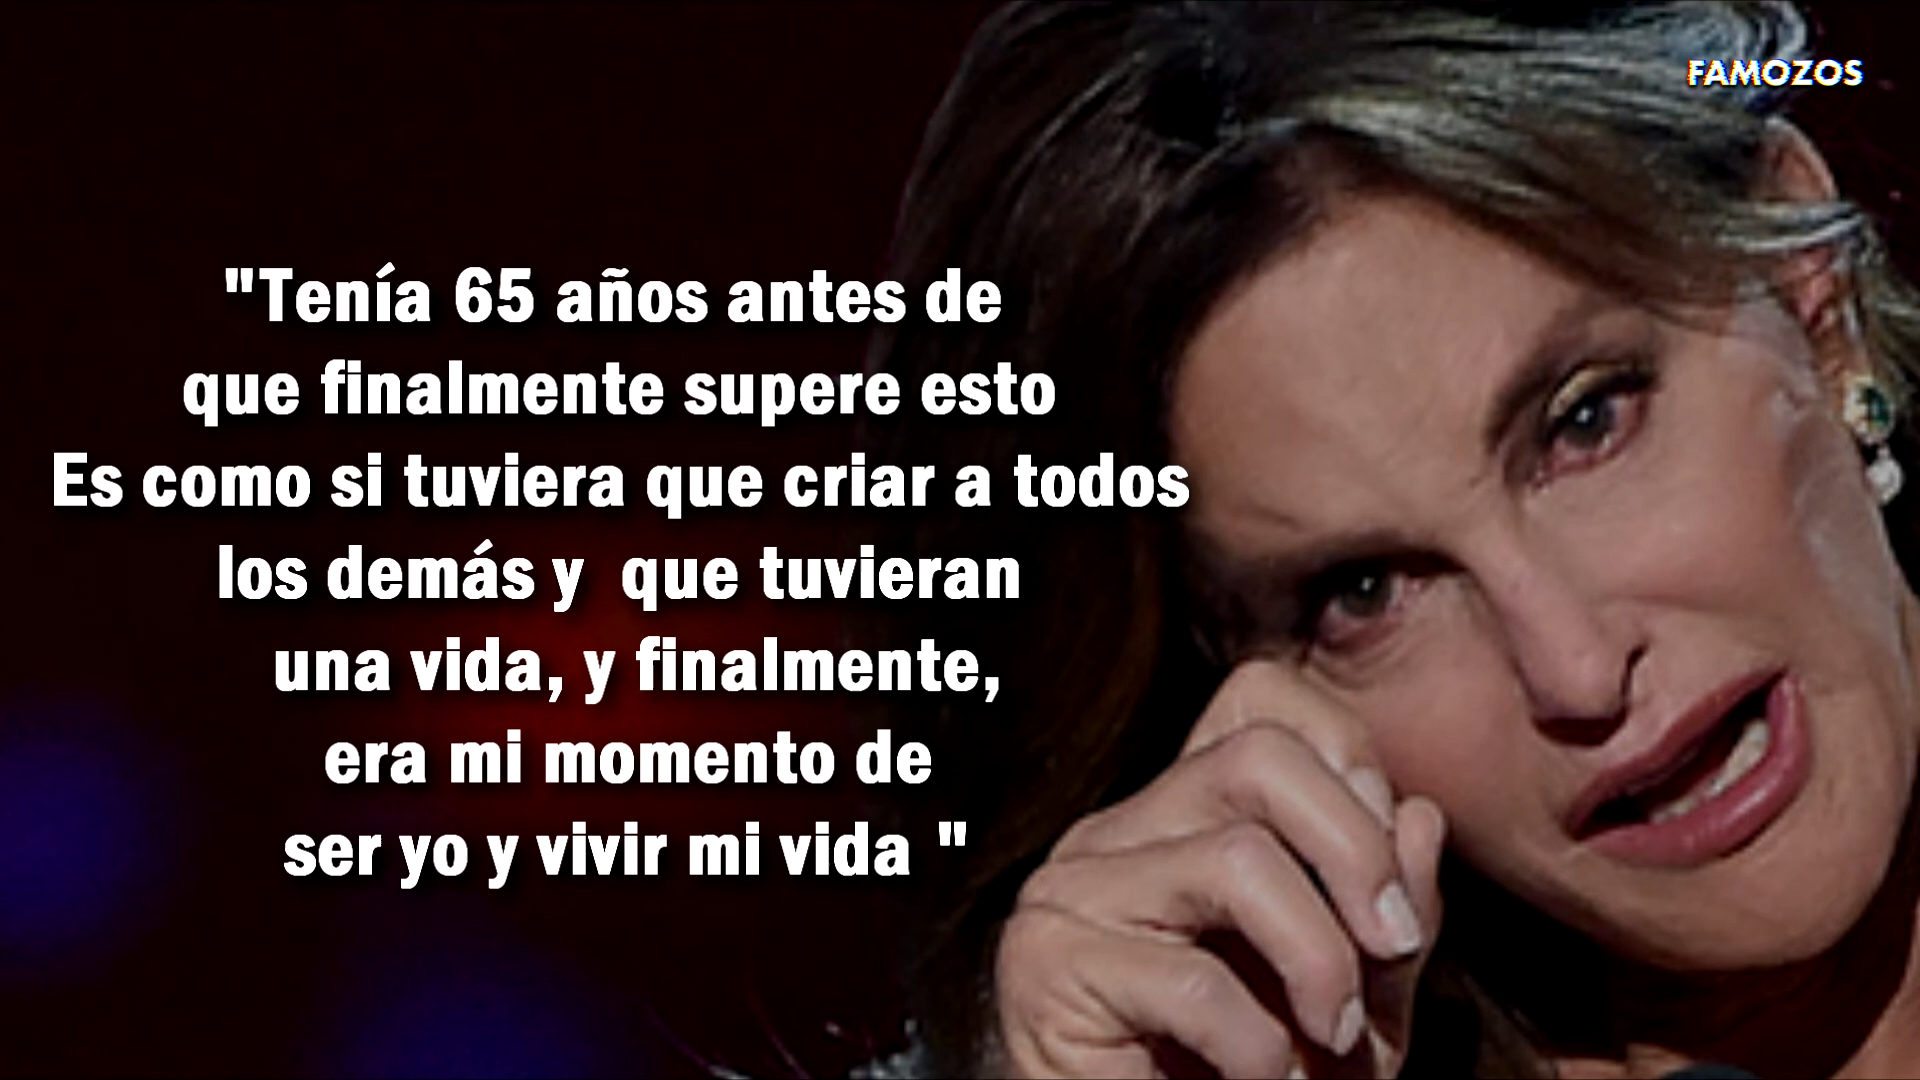 FAMOZOS
"Tenía 65 años antes de
que finalmente supere esto
Es como si tuviera que criar a todos
los demás y  que tuvieran
una vida, y finalmente,
era mi momento de
ser yo y vivir mi vida "